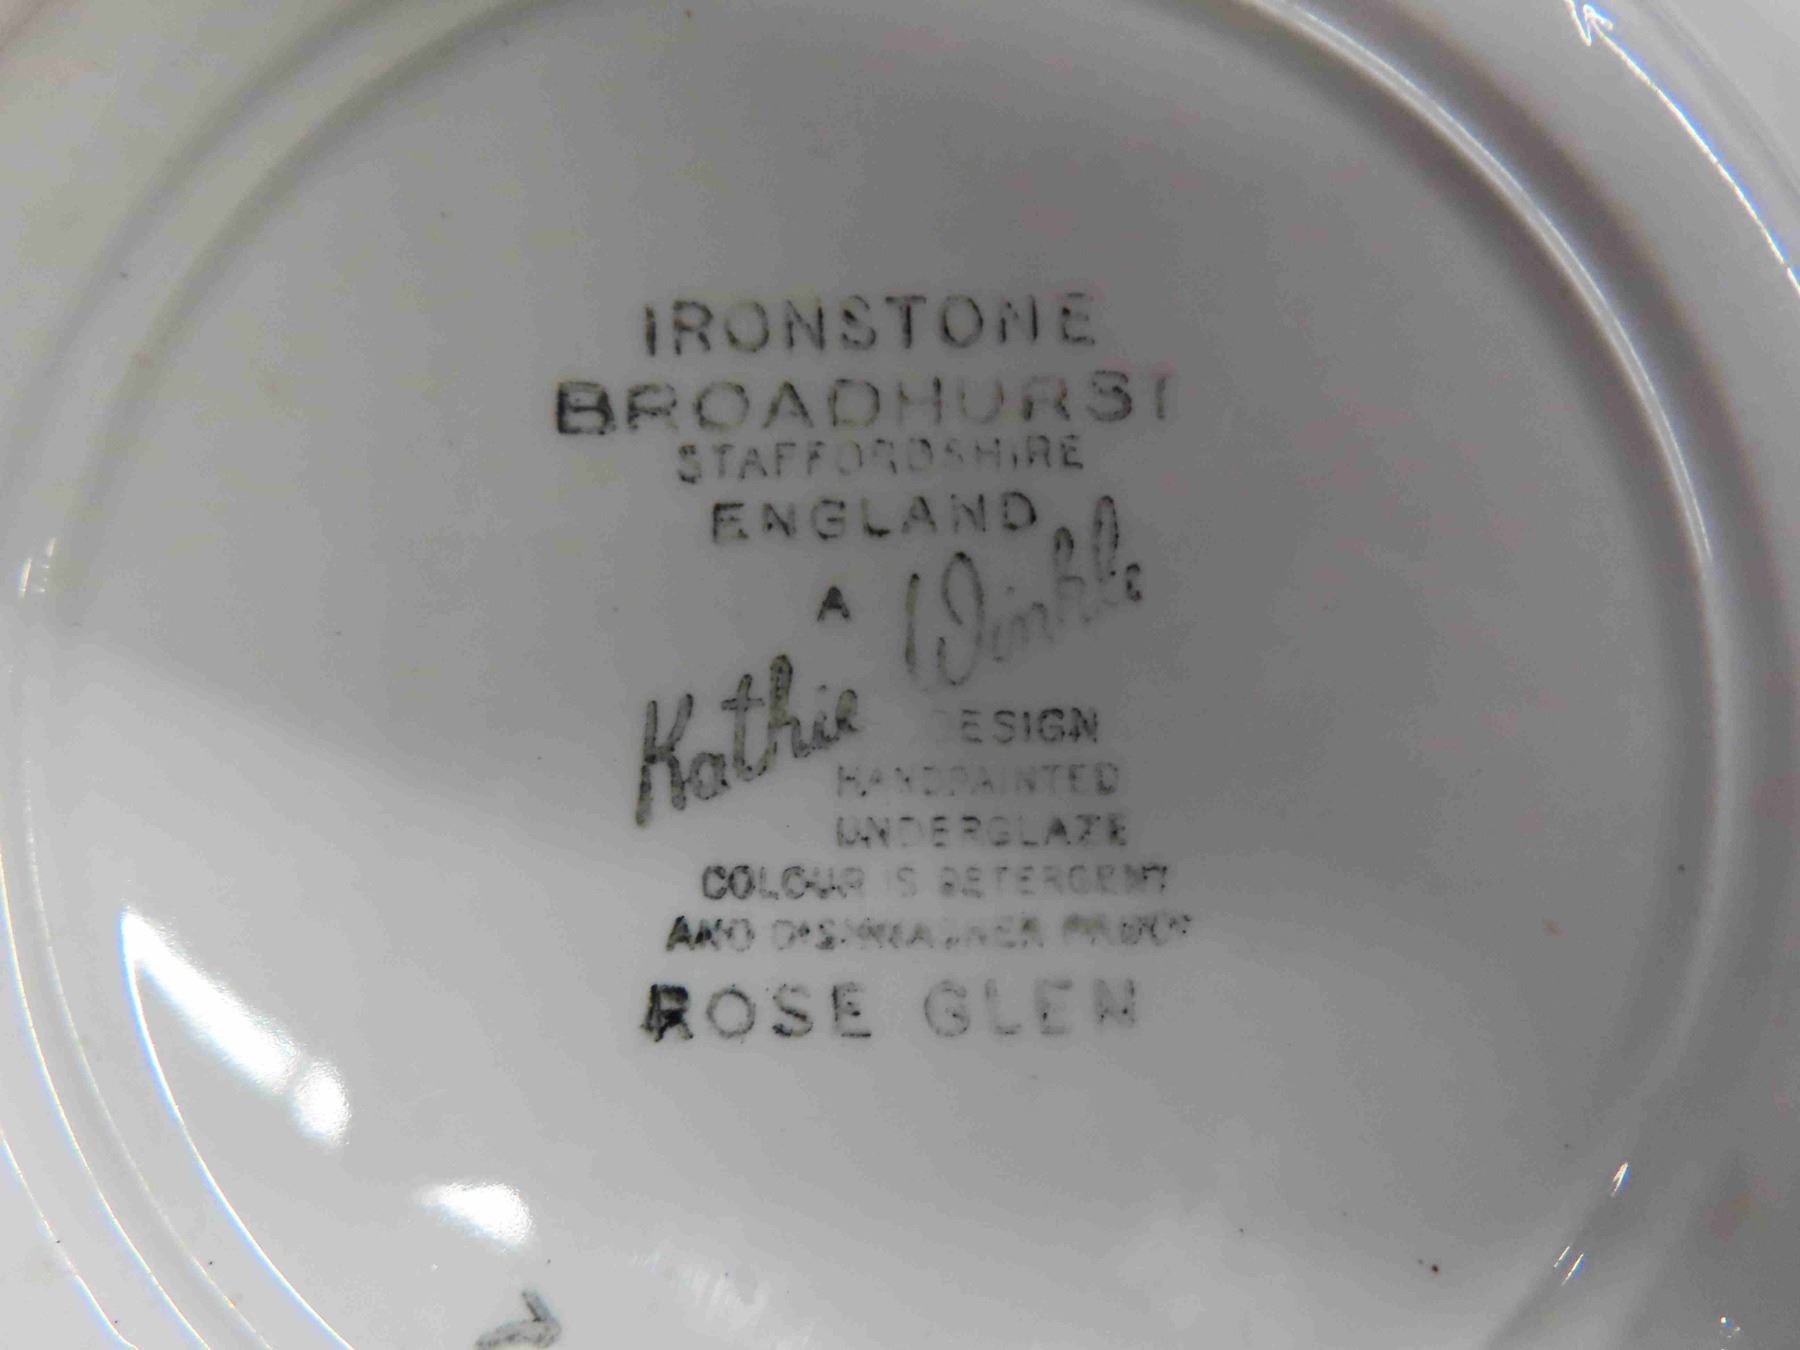 IRONSTONE
BROADHURST
STAFFORDSHIRE
ENGLAND
A
Kathie Winkle
DESIGN
HANDPAINTED
UNDERGLAZE
COLOUR IS DETERGENT
AND DISHWASHER PROOF
ROSE GLEN